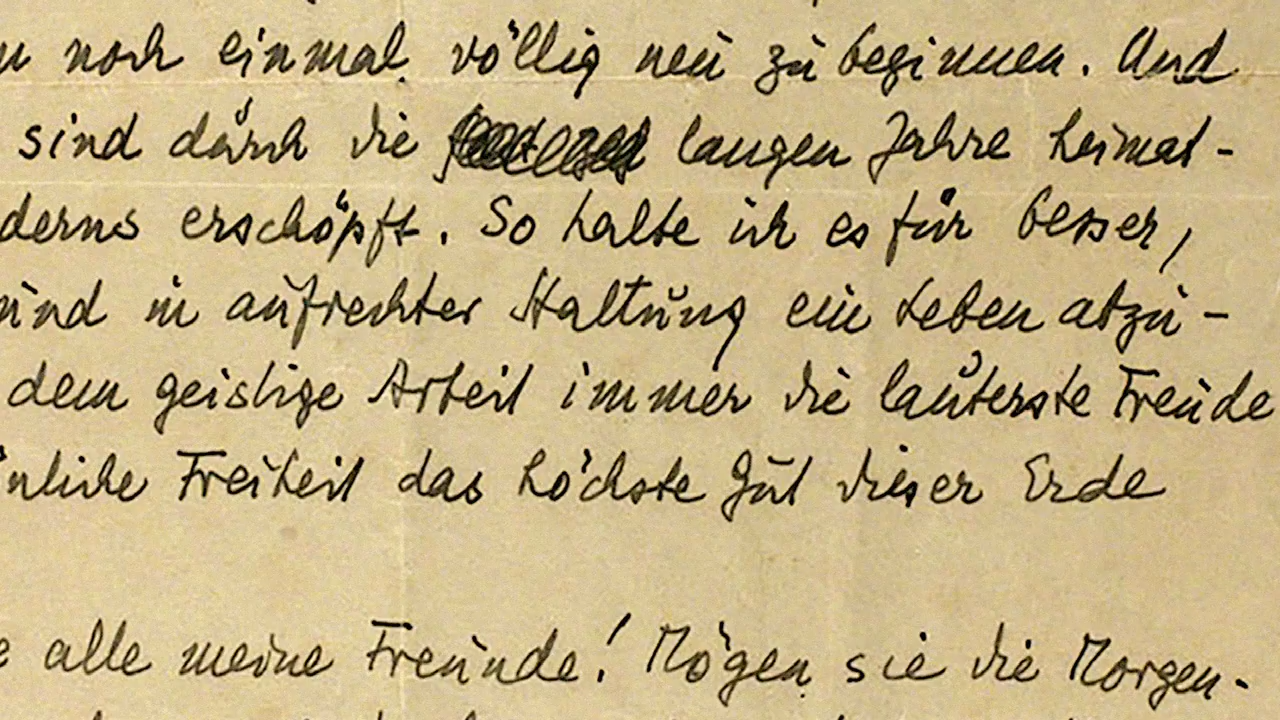 noch einmal völlig neu zu beginnen. Und
sind durch die langen Jahre heimat-
derns erschöpft. So halte ich es für besser,
und in aufrechter Haltung ein Leben abzu-
dem geistige Arbeit immer die lauterste Freude
nliche Freiheit das höchste Gut dieser Erde
alle meine Freunde! Mögen sie die Morgen-